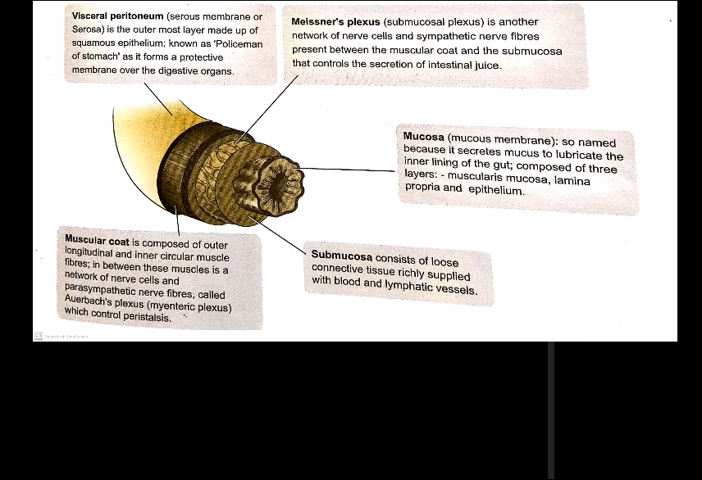 Visceral peritoneum (serous membrane or
Serosa) is the outer most layer made up of
squamous epithelium; known as 'Policeman
of stomach' as it forms a protective
membrane over the digestive organs.
Meissner's plexus (submucosal plexus) is another
network of nerve cells and sympathetic nerve fibres
present between the muscular coat and the submucosa
that controls the secretion of intestinal juice.
Mucosa (mucous membrane): so named
because it secretes mucus to lubricate the
inner lining of the gut; composed of three
layers: - muscularis mucosa, lamina
propria and epithelium.
Muscular coat is composed of outer
longitudinal and inner circular muscle
fibres; in between these muscles is a
network of nerve cells and
parasympathetic nerve fibres, called
Auerbach's plexus (myenteric plexus)
which control peristalsis.
Submucosa consists of loose
connective tissue richly supplied
with blood and lymphatic vessels.